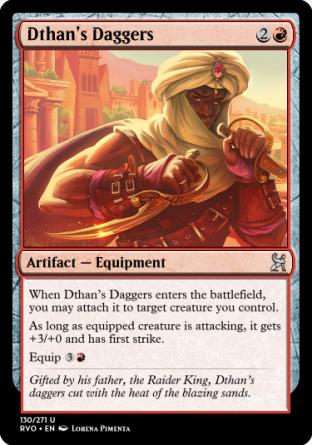 Dthan's Daggers 2
Artifact — Equipment
When Dthan's Daggers enters the battlefield,
you may attach it to target creature you control.
As long as equipped creature is attacking, it gets
+3/+0 and has first strike.
Equip 3
Gifted by his father, the Raider King, Dthan's
daggers cut with the heat of the blazing sands.
130/271 U
RVO • EN Lorena Pimenta